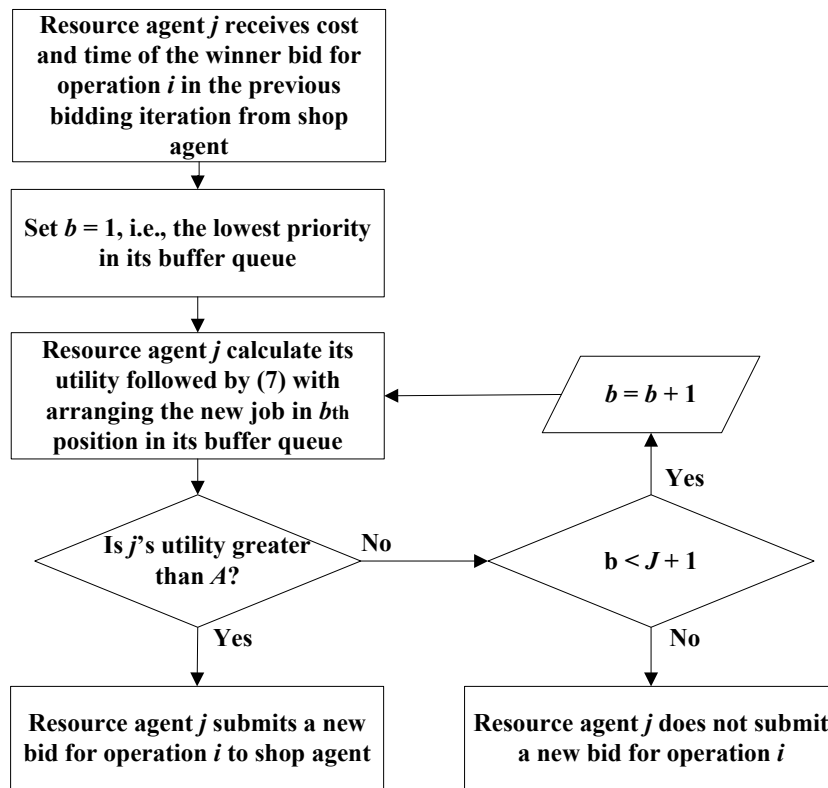 Resource agent j receives cost
and time of the winner bid for
operation i in the previous
bidding iteration from shop
agent
Set b = 1, i.e., the lowest priority
in its buffer queue
Resource agent j calculate its
utility followed by (7) with
arranging the new job in bth
position in its buffer queue
b = b + 1
Yes
Is j's utility greater
than A?
No
b < J + 1
Yes
No
Resource agent j submits a new
bid for operation i to shop agent
Resource agent j does not submit
a new bid for operation i